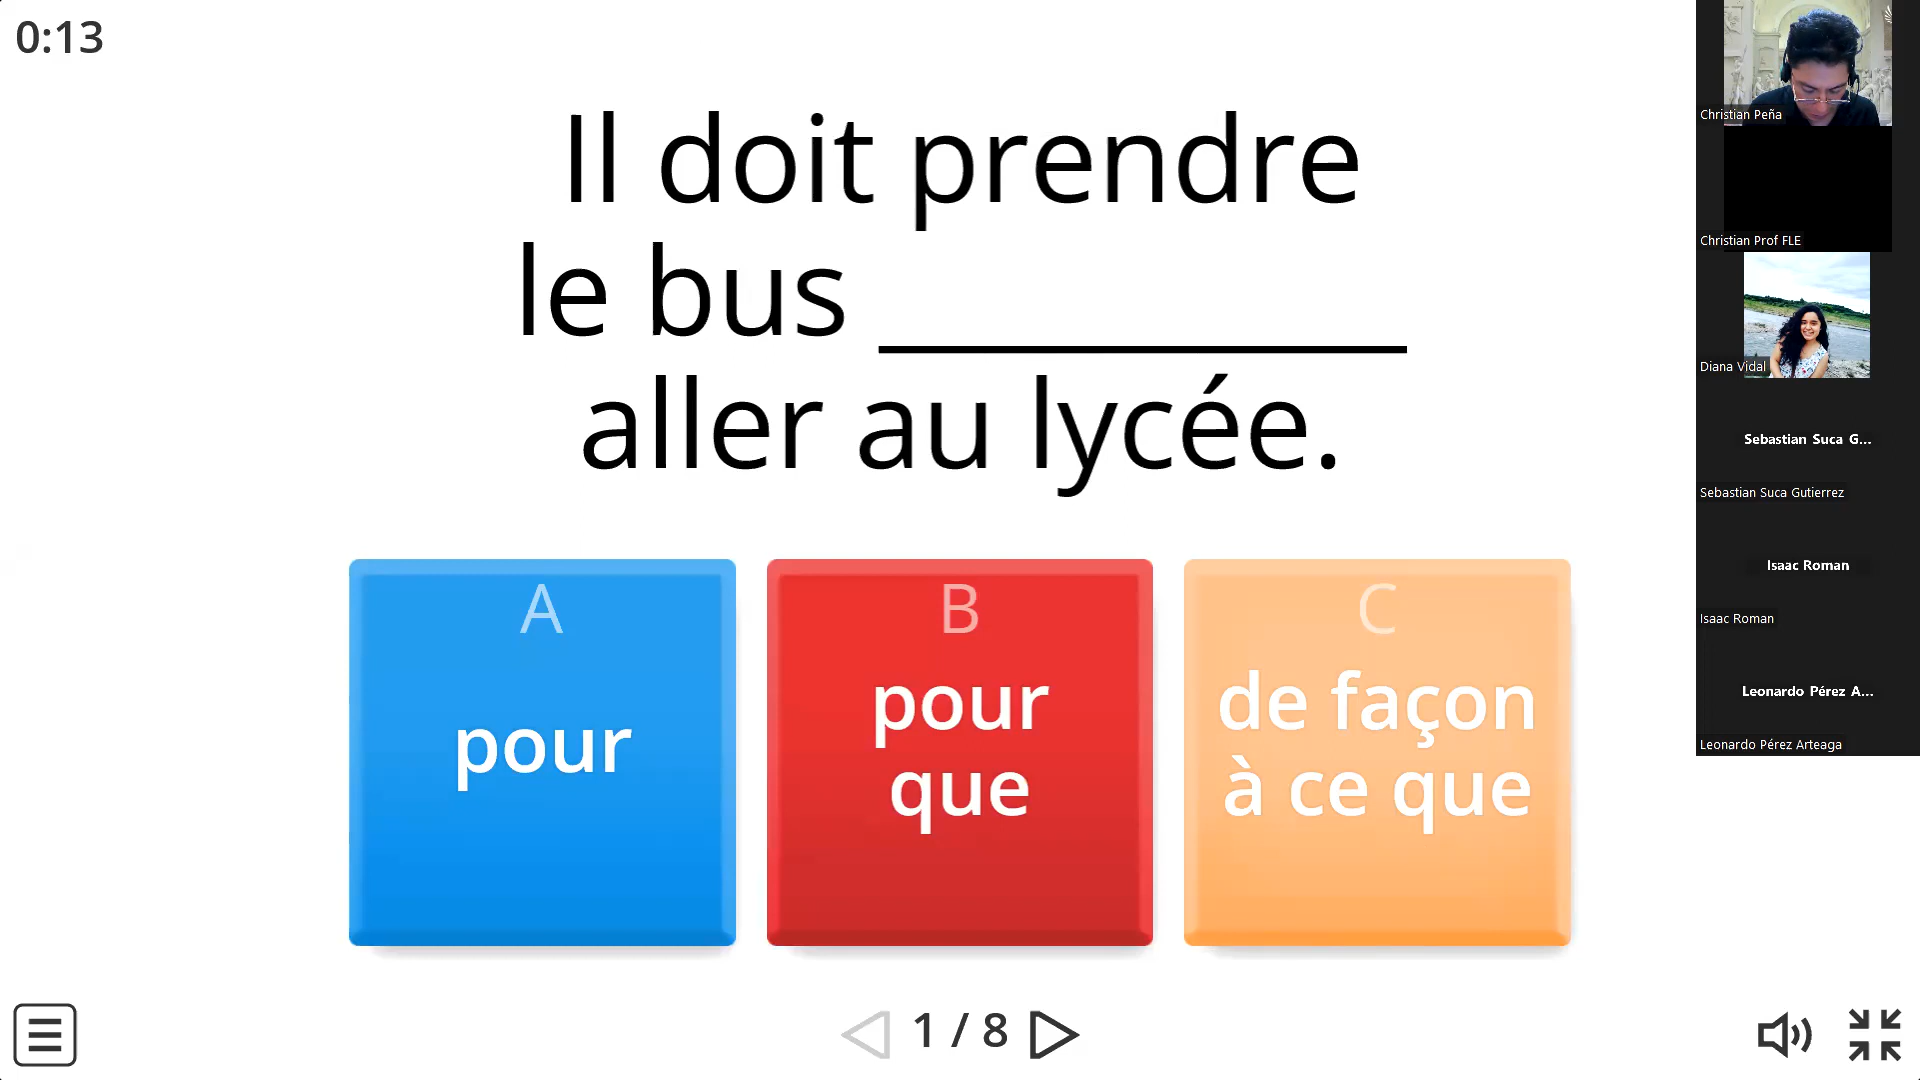 0:13
Il doit prendre
le bus ____________
aller au lycée.
A
pour
B
pour
que
C
de façon
à ce que
1 / 8
Christian Peña
Christian Prof FLE
Diana Vidal
Sebastian Suca G...
Sebastian Suca Gutierrez
Isaac Roman
Isaac Roman
Leonardo Pérez A...
Leonardo Pérez Arteaga